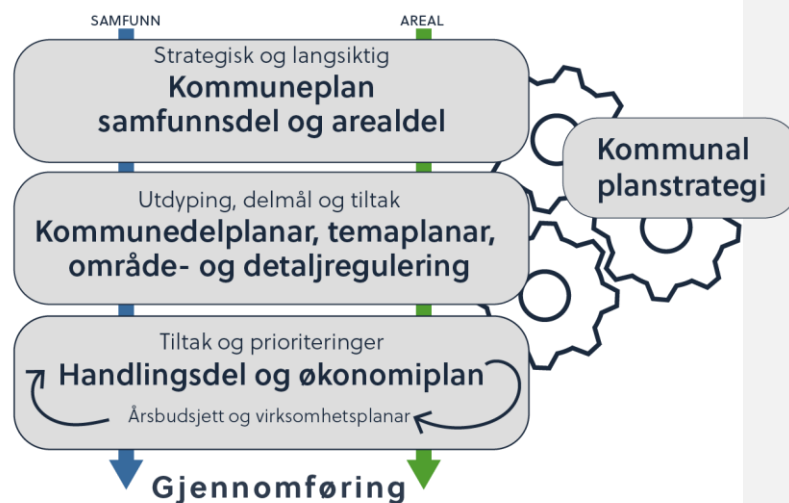 SAMFUNN
AREAL
Strategisk og langsiktig
Kommuneplan
samfunnsdel og arealdel
Kommunal
planstrategi
Utdyping, delmål og tiltak
Kommunedelplanar, temaplanar,
område- og detaljregulering
Tiltak og prioriteringer
Handlingsdel og økonomiplan
Årsbudsjett og virksomhetsplanar
Gjennomføring